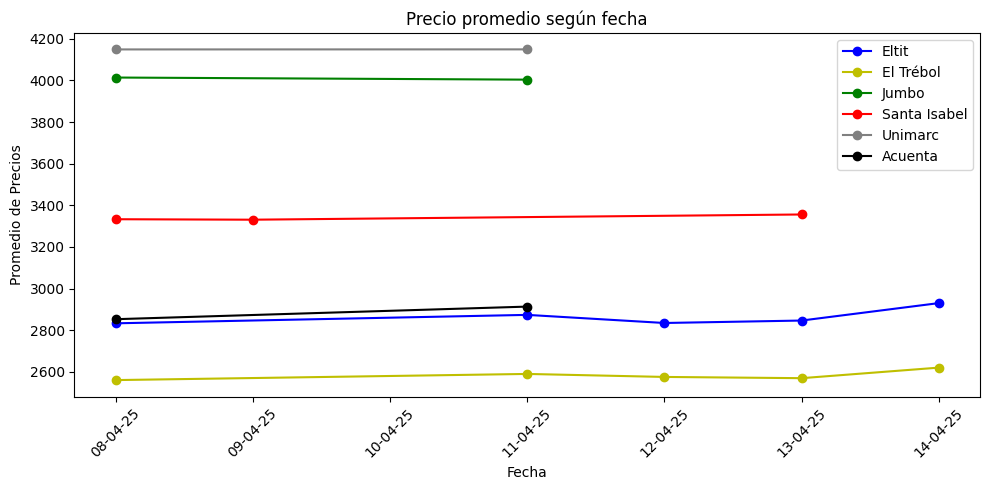 Precio promedio según fecha
Promedio de Precios
4200
4000
3800
3600
3400
3200
3000
2800
2600
Eltit
El Trébol
Jumbo
Santa Isabel
Unimarc
Acuenta
08-04-25
09-04-25
10-04-25
11-04-25
12-04-25
13-04-25
14-04-25
Fecha